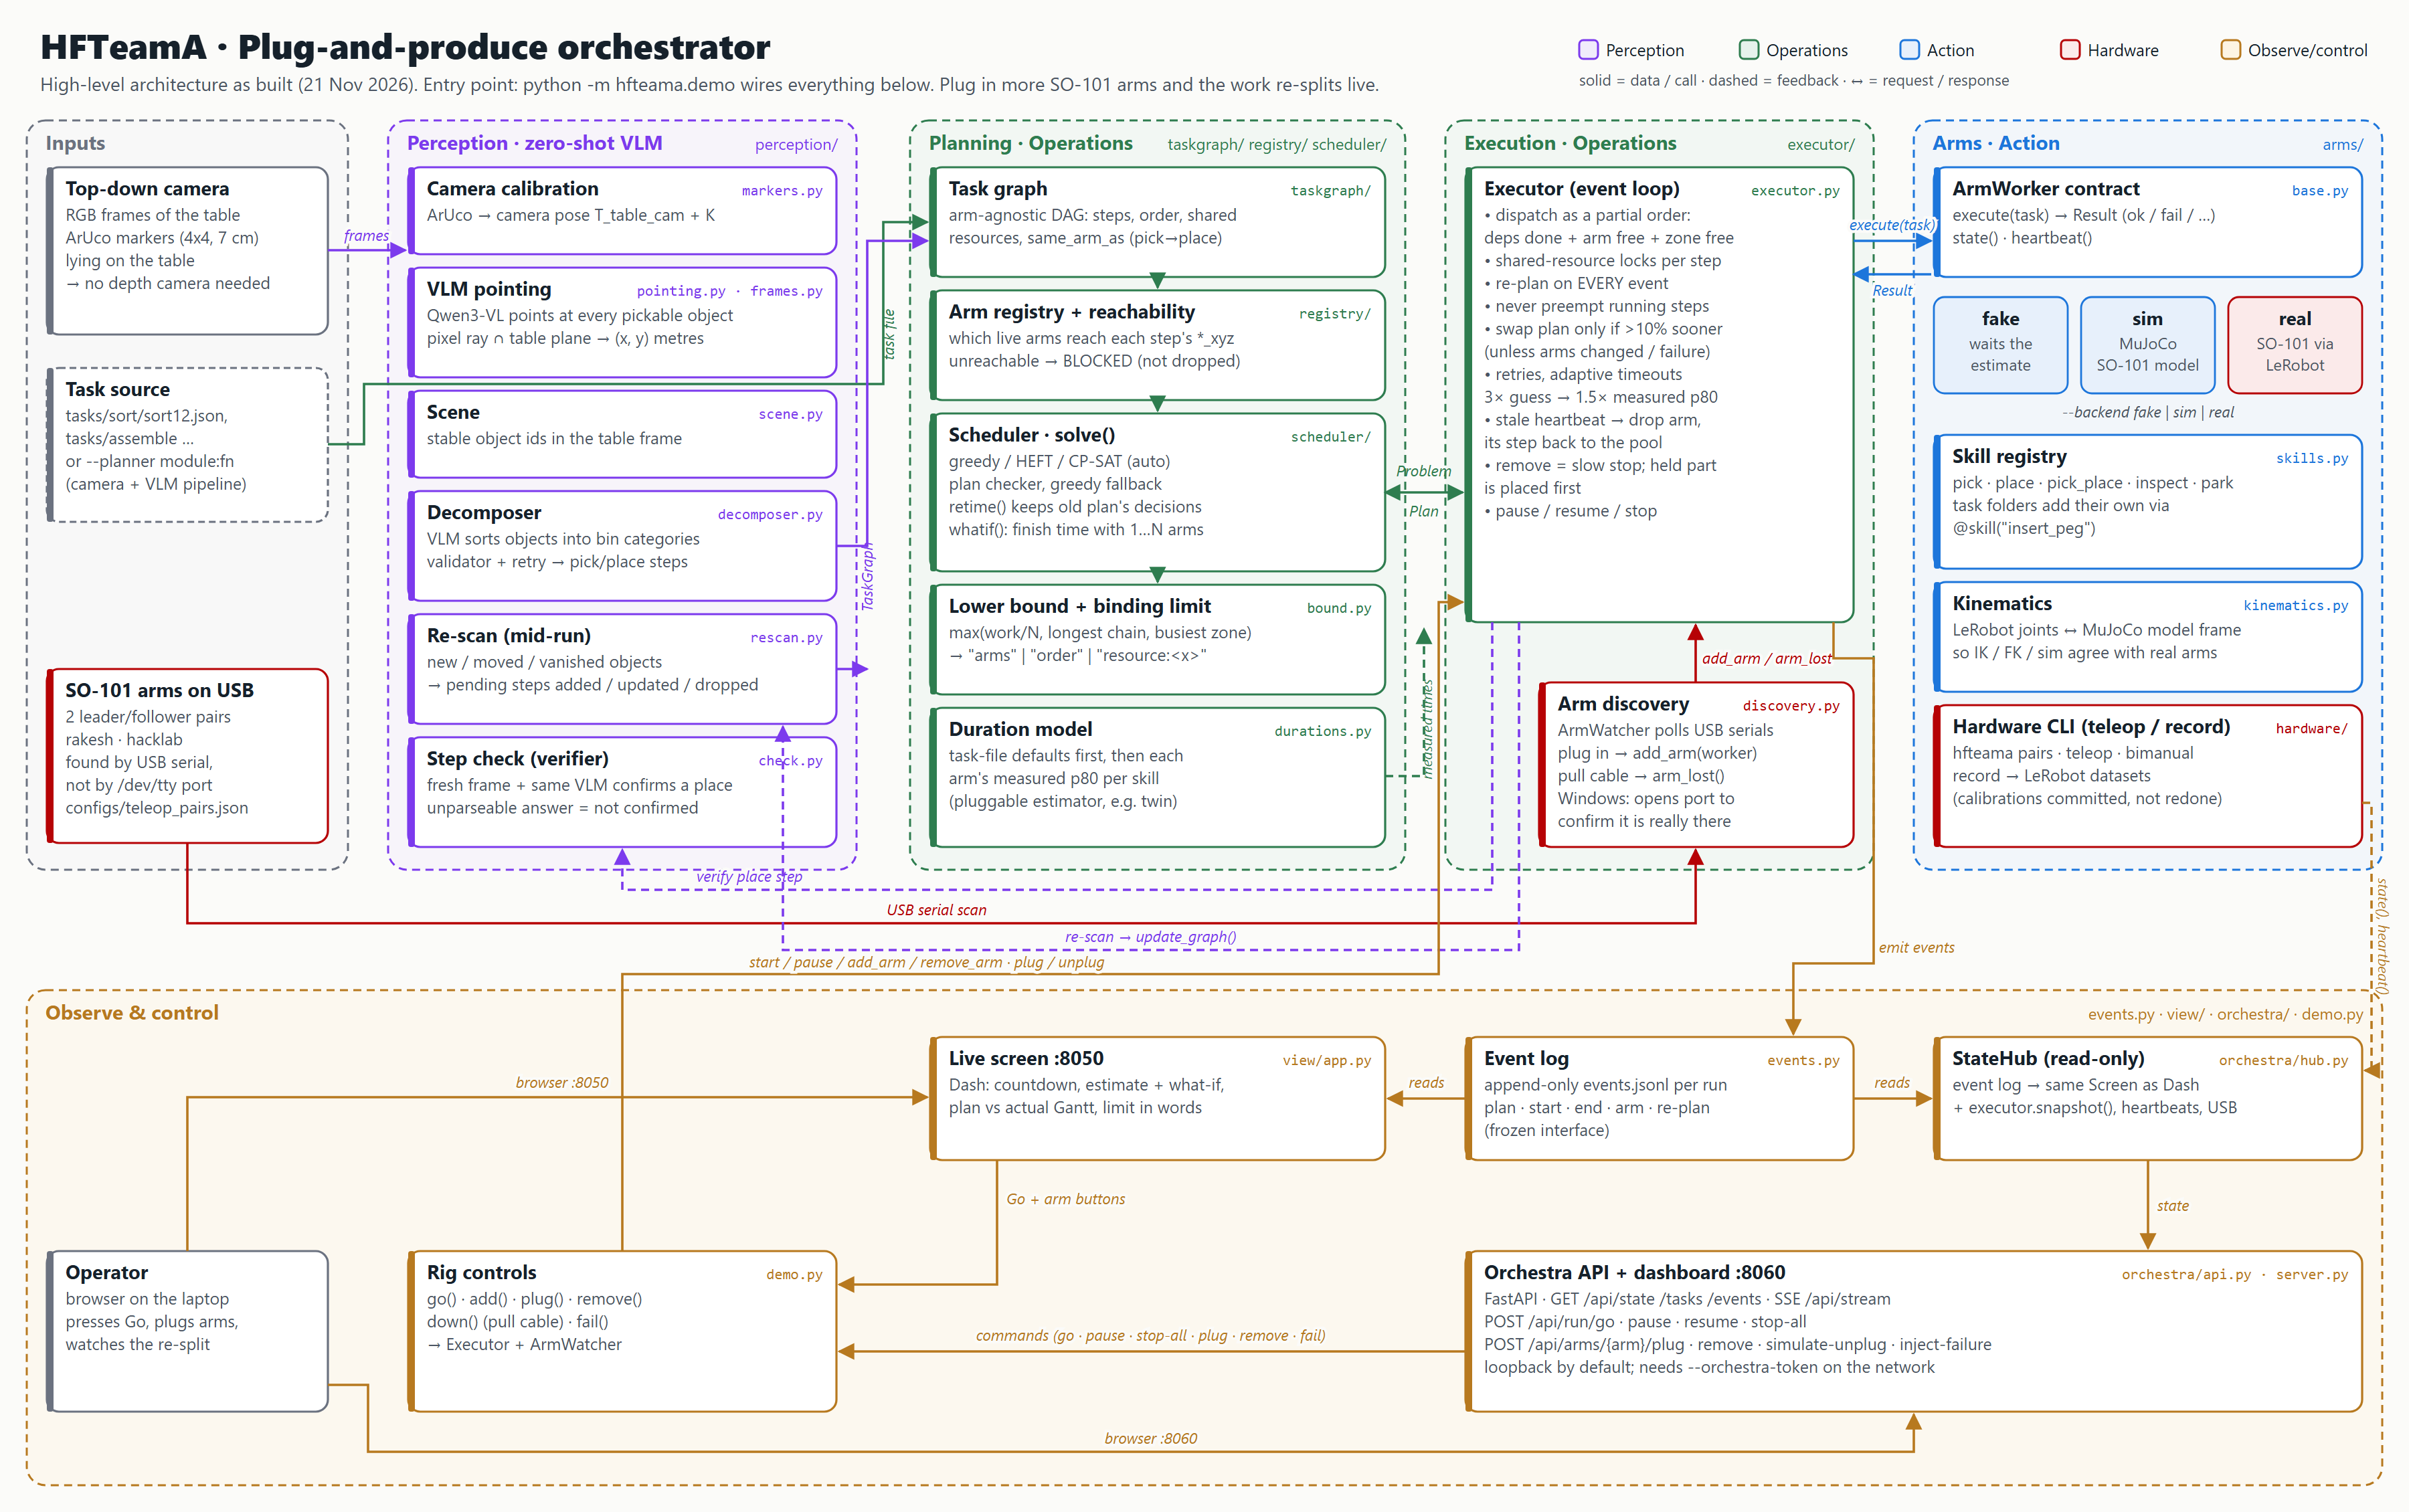 HFTeamA · Plug-and-produce orchestrator
High-level architecture as built (21 Nov 2026). Entry point: python -m hfteama.demo wires everything below. Plug in more SO-101 arms and the work re-splits live.
Perception
Operations
Action
Hardware
Observe/control
solid = data / call · dashed = feedback · ↔ = request / response
Inputs
Top-down camera
RGB frames of the table
ArUco markers (4x4, 7 cm)
lying on the table
→ no depth camera needed
Task source
tasks/sort/sort12.json,
tasks/assemble ...
or --planner module:fn
(camera + VLM pipeline)
SO-101 arms on USB
2 leader/follower pairs
rakesh · hacklab
found by USB serial,
not by /dev/tty port
configs/teleop_pairs.json
frames
Perception · zero-shot VLM perception/
Camera calibration markers.py
ArUco → camera pose T_table_cam + K
VLM pointing pointing.py · frames.py
Qwen3-VL points at every pickable object
pixel ray ∩ table plane → (x, y) metres
Scene scene.py
stable object ids in the table frame
Decomposer decomposer.py
VLM sorts objects into bin categories
validator + retry → pick/place steps
Re-scan (mid-run) rescan.py
new / moved / vanished objects
→ pending steps added / updated / dropped
Step check (verifier) check.py
fresh frame + same VLM confirms a place
unparseable answer = not confirmed
task file
TaskGraph
Planning · Operations taskgraph/ registry/ scheduler/
Task graph taskgraph/
arm-agnostic DAG: steps, order, shared
resources, same_arm_as (pick→place)
Arm registry + reachability registry/
which live arms reach each step's *_xyz
unreachable → BLOCKED (not dropped)
Scheduler · solve() scheduler/
greedy / HEFT / CP-SAT (auto)
plan checker, greedy fallback
retime() keeps old plan's decisions
whatif(): finish time with 1…N arms
Lower bound + binding limit bound.py
max(work/N, longest chain, busiest zone)
→ "arms" | "order" | "resource:<x>"
Duration model durations.py
task-file defaults first, then each
arm's measured p80 per skill
(pluggable estimator, e.g. twin)
Problem
Plan
measured times
Execution · Operations executor/
Executor (event loop) executor.py
• dispatch as a partial order:
deps done + arm free + zone free
• shared-resource locks per step
• re-plan on EVERY event
• never preempt running steps
• swap plan only if >10% sooner
(unless arms changed / failure)
• retries, adaptive timeouts
3× guess → 1.5× measured p80
• stale heartbeat → drop arm,
its step back to the pool
• remove = slow stop; held part
is placed first
• pause / resume / stop
add_arm / arm_lost
Arm discovery discovery.py
ArmWatcher polls USB serials
plug in → add_arm(worker)
pull cable → arm_lost()
Windows: opens port to
confirm it is really there
execute(task)
Result
Arms · Action arms/
ArmWorker contract base.py
execute(task) → Result (ok / fail / ...)
state() · heartbeat()
fake
waits the
estimate
sim
MuJoCo
SO-101 model
real
SO-101 via
LeRobot
--backend fake | sim | real
Skill registry skills.py
pick · place · pick_place · inspect · park
task folders add their own via
@skill("insert_peg")
Kinematics kinematics.py
LeRobot joints ↔ MuJoCo model frame
so IK / FK / sim agree with real arms
Hardware CLI (teleop / record) hardware/
hfteama pairs · teleop · bimanual
record → LeRobot datasets
(calibrations committed, not redone)
verify place step
USB serial scan
re-scan → update_graph()
start / pause / add_arm / remove_arm · plug / unplug
emit events
state(), heartbeat()
Observe & control
events.py · view/ · orchestra/ · demo.py
browser :8050
Live screen :8050 view/app.py
Dash: countdown, estimate + what-if,
plan vs actual Gantt, limit in words
reads
Event log events.py
append-only events.jsonl per run
plan · start · end · arm · re-plan
(frozen interface)
reads
StateHub (read-only) orchestra/hub.py
event log → same Screen as Dash
+ executor.snapshot(), heartbeats, USB
Go + arm buttons
state
Operator
browser on the laptop
presses Go, plugs arms,
watches the re-split
Rig controls demo.py
go() · add() · plug() · remove()
down() (pull cable) · fail()
→ Executor + ArmWatcher
commands (go · pause · stop-all · plug · remove · fail)
Orchestra API + dashboard :8060 orchestra/api.py · server.py
FastAPI · GET /api/state /tasks /events · SSE /api/stream
POST /api/run/go · pause · resume · stop-all
POST /api/arms/{arm}/plug · remove · simulate-unplug · inject-failure
loopback by default; needs --orchestra-token on the network
browser :8060